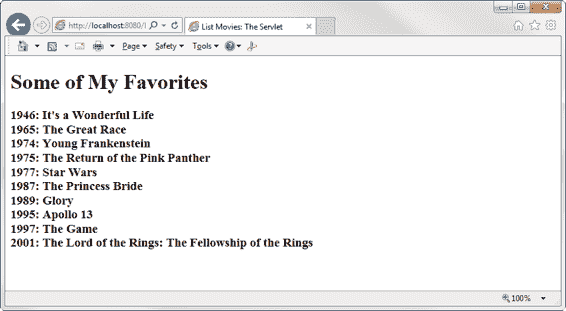 http://localhost:8080/l
List Movies: The Servlet
Page Safety Tools
Some of My Favorites
1946: It's a Wonderful Life
1965: The Great Race
1974: Young Frankenstein
1975: The Return of the Pink Panther
1977: Star Wars
1987: The Princess Bride
1989: Glory
1995: Apollo 13
1997: The Game
2001: The Lord of the Rings: The Fellowship of the Rings
100%